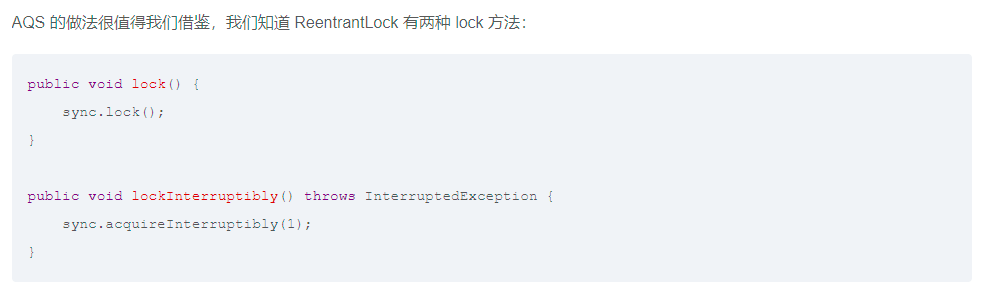 AQS 的做法很值得我们借鉴，我们知道 ReentrantLock 有两种 lock 方法：
public void lock() {
    sync.lock();
}
public void lockInterruptibly() throws InterruptedException {
    sync.acquireInterruptibly(1);
}